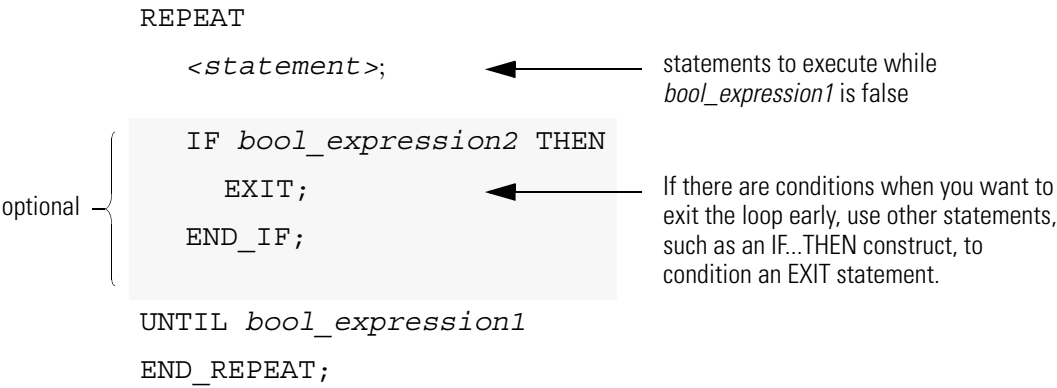 REPEAT
<statement>;
statements to execute while
bool_expression1 is false
optional
IF bool_expression2 THEN
EXIT;
END_IF;
If there are conditions when you want to
exit the loop early, use other statements,
such as an IF...THEN construct, to
condition an EXIT statement.
UNTIL bool_expression1
END_REPEAT;